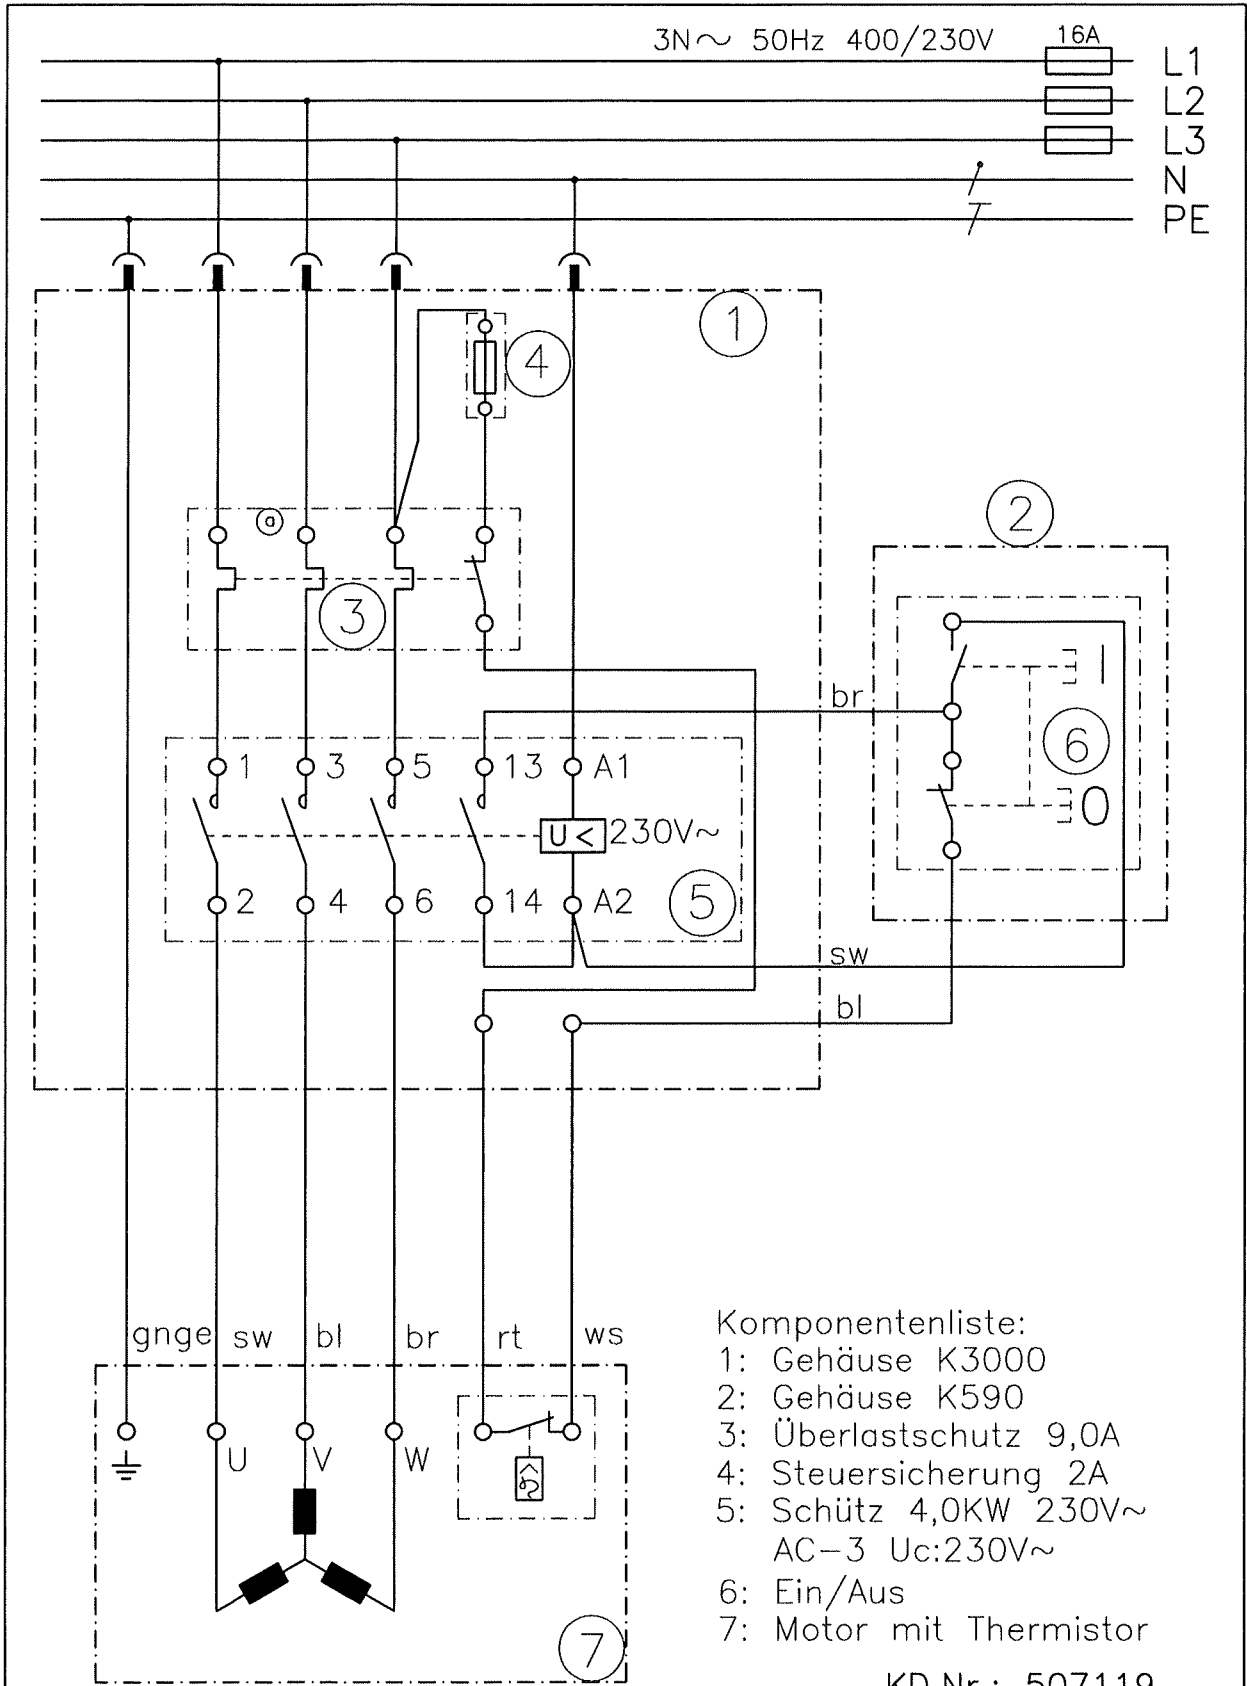 3N~ 50Hz 400/230V
16A
L1
L2
L3
N
PE
1
4
2
a
3
br
I
6
O
1 3 5 13 A1
U< 230V~
2 4 6 14 A2
5
sw
bl
gnge sw bl br rt ws
U V W
7
Komponentenliste:
1: Gehäuse K3000
2: Gehäuse K590
3: Überlastschutz 9,0A
4: Steuersicherung 2A
5: Schütz 4,0KW 230V~
AC-3 Uc:230V~
6: Ein/Aus
7: Motor mit Thermistor
KD.Nr.: 507119